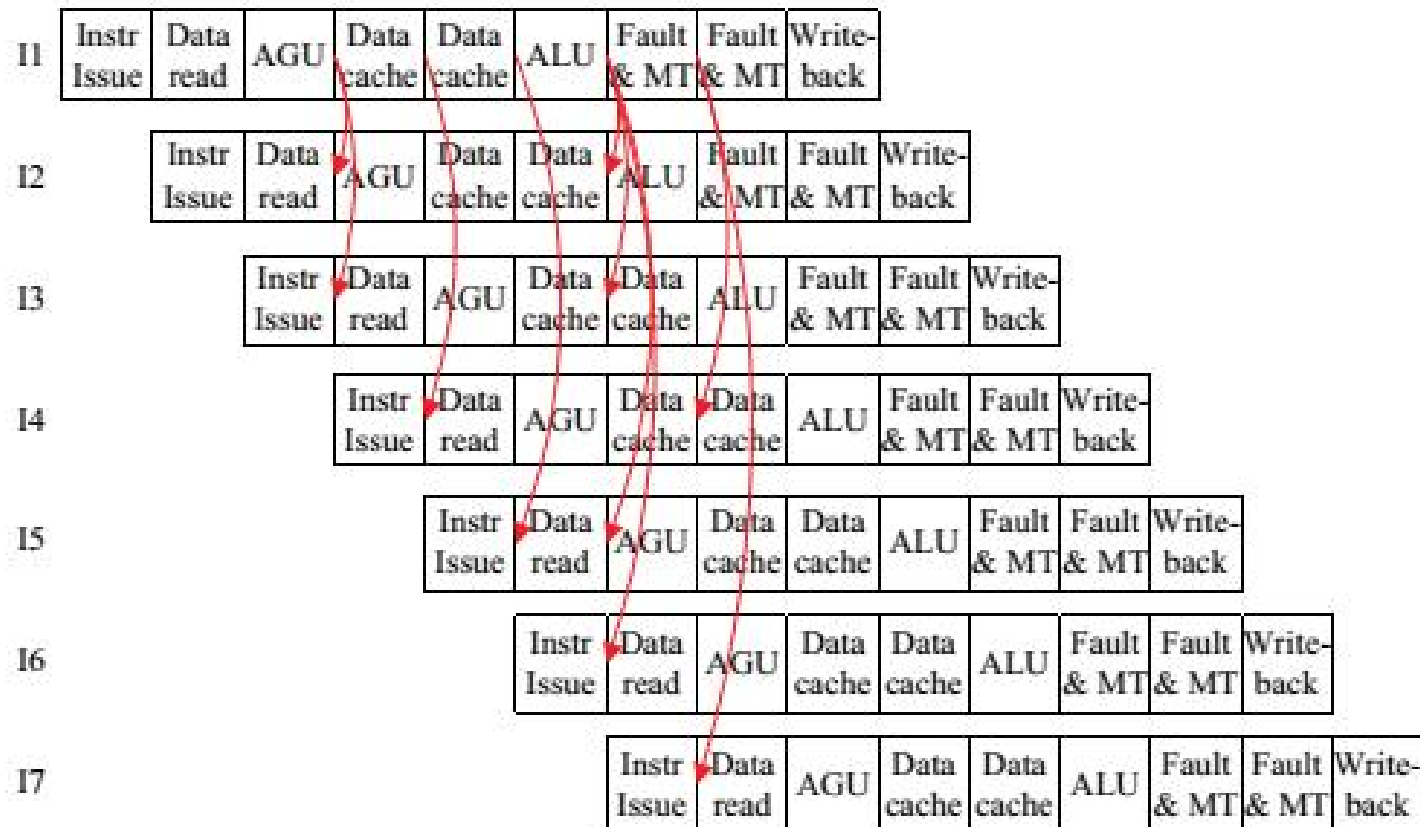 I1 Instr Data AGU Data Data ALU Fault Fault Write-
Issue read cache cache & MT & MT back
I2 Instr Data AGU Data Data ALU Fault Fault Write-
Issue read cache cache & MT & MT back
I3 Instr Data AGU Data Data ALU Fault Fault Write-
Issue read cache cache & MT & MT back
I4 Instr Data AGU Data Data ALU Fault Fault Write-
Issue read cache cache & MT & MT back
I5 Instr Data AGU Data Data ALU Fault Fault Write-
Issue read cache cache & MT & MT back
I6 Instr Data AGU Data Data ALU Fault Fault Write-
Issue read cache cache & MT & MT back
I7 Instr Data AGU Data Data ALU Fault Fault Write-
Issue read cache cache & MT & MT back